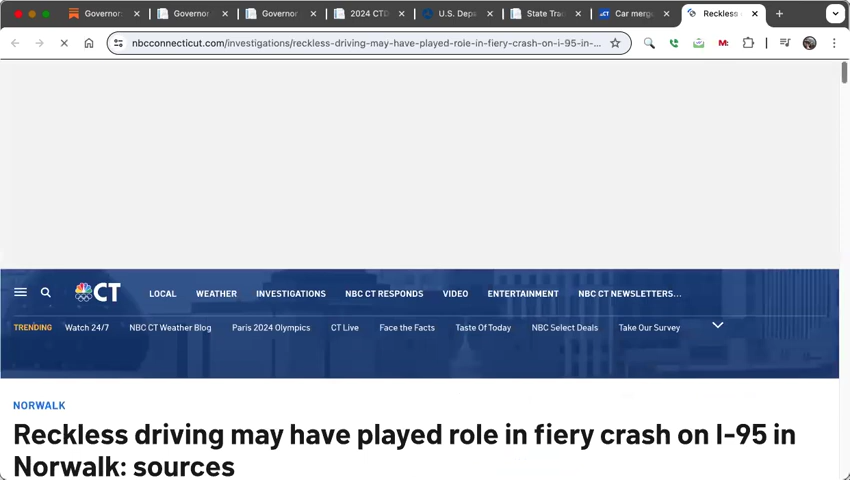 Governor
Governor
Governor
2024 CTD
U.S. Dep
State Tra
CT Car merg
Reckless
nbcconnecticut.com/investigations/reckless-driving-may-have-played-role-in-fiery-crash-on-i-95-in-...
M:
CT LOCAL WEATHER INVESTIGATIONS NBC CT RESPONDS VIDEO ENTERTAINMENT NBC CT NEWSLETTERS...
TRENDING Watch 24/7 NBC CT Weather Blog Paris 2024 Olympics CT Live Face the Facts Taste Of Today NBC Select Deals Take Our Survey
NORWALK
Reckless driving may have played role in fiery crash on I-95 in
Norwalk: sources